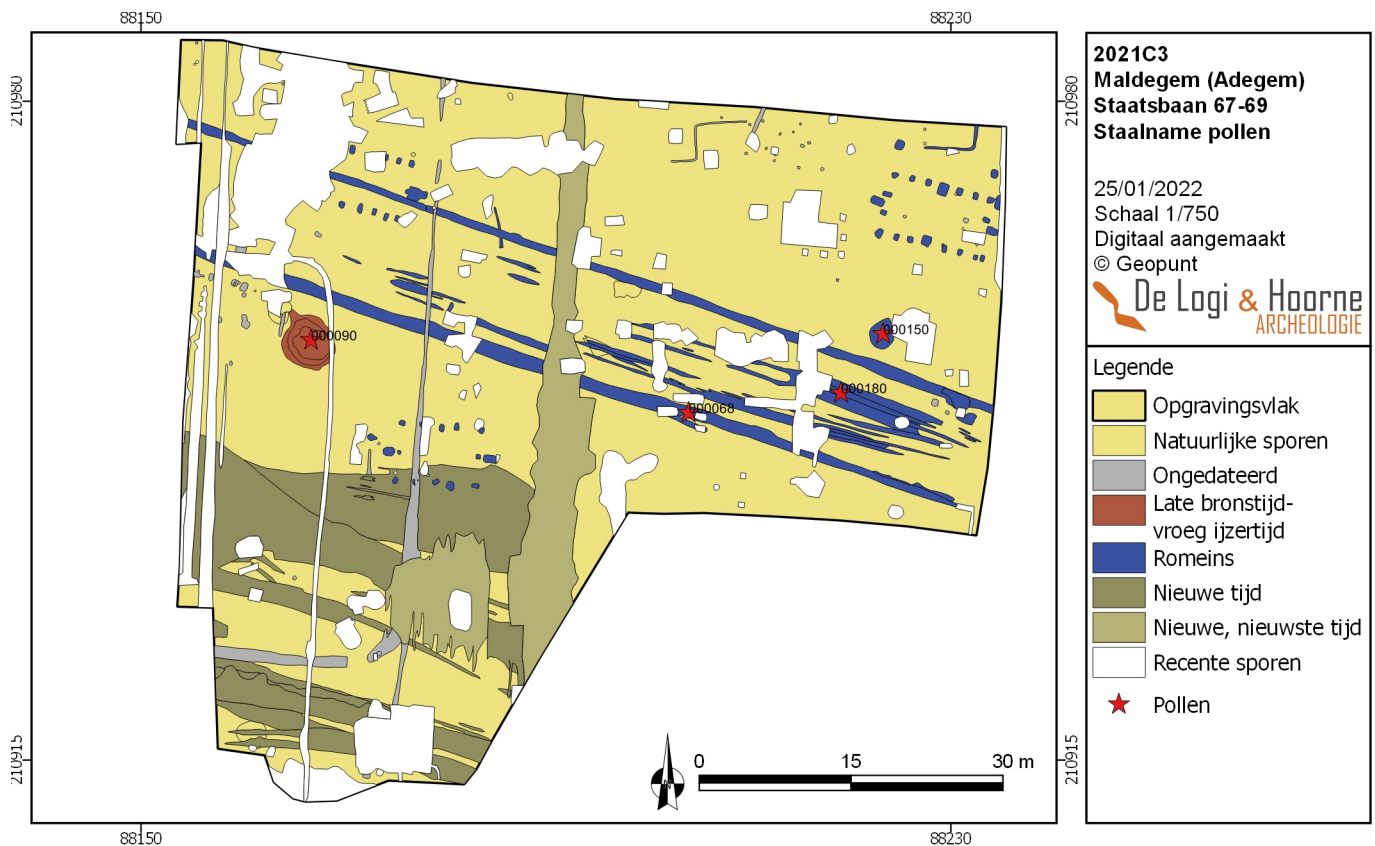 88150
88230
210980
210980
000090
000150
000180
000068
210915
210915
N
0
15
30 m
88150
88230
2021C3
Maldegem (Adegem)
Staatsbaan 67-69
Staalname pollen
25/01/2022
Schaal 1/750
Digitaal aangemaakt
© Geopunt
De Logi & Hoorne
ARCHEOLOGIE
Legende
Opgravingsvlak
Natuurlijke sporen
Ongedateerd
Late bronstijd-
vroeg ijzertijd
Romeins
Nieuwe tijd
Nieuwe, nieuwste tijd
Recente sporen
Pollen